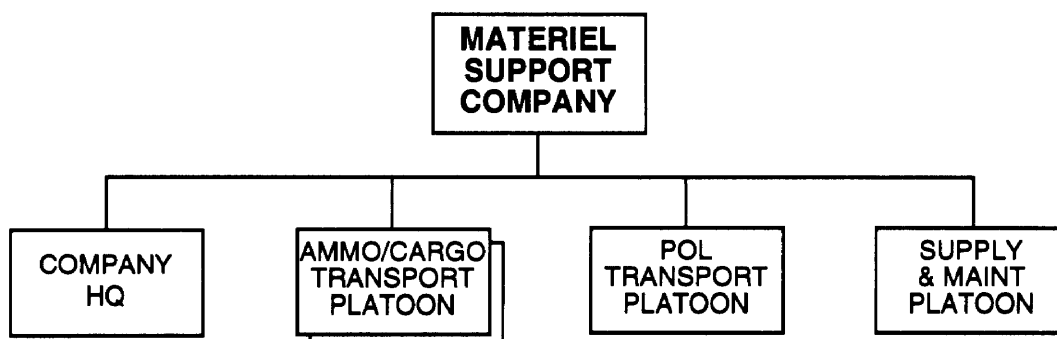 MATERIEL
SUPPORT
COMPANY
COMPANY
HQ
AMMO/CARGO
TRANSPORT
PLATOON
POL
TRANSPORT
PLATOON
SUPPLY
& MAINT
PLATOON